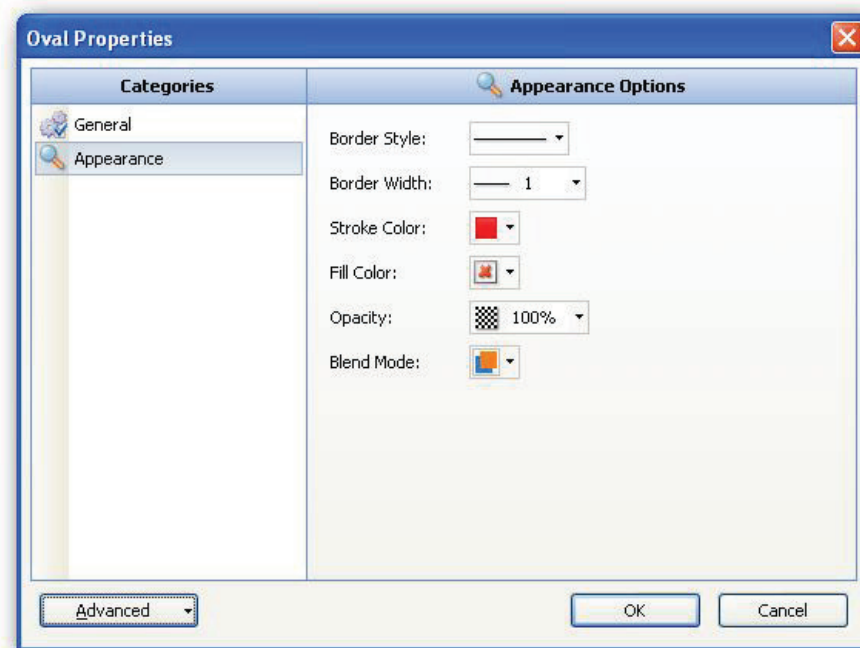 Oval Properties
Categories
Appearance Options
General
Appearance
Border Style:
Border Width: 1
Stroke Color:
Fill Color:
Opacity: 100%
Blend Mode:
Advanced
OK
Cancel